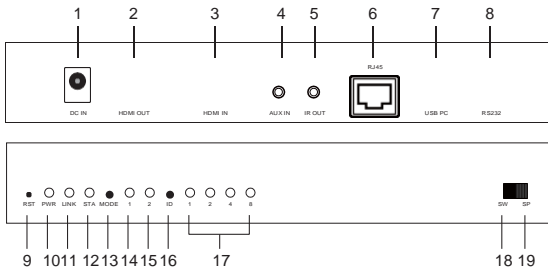 1 2 3 4 5 6 7 8
RJ45
DC IN HDMI OUT HDMI IN AUX IN IR OUT USB PC RS232
RST PWR LINK STA MODE 1 2 ID 1 2 4 8 SW SP
9 10 11 12 13 14 15 16 17 18 19